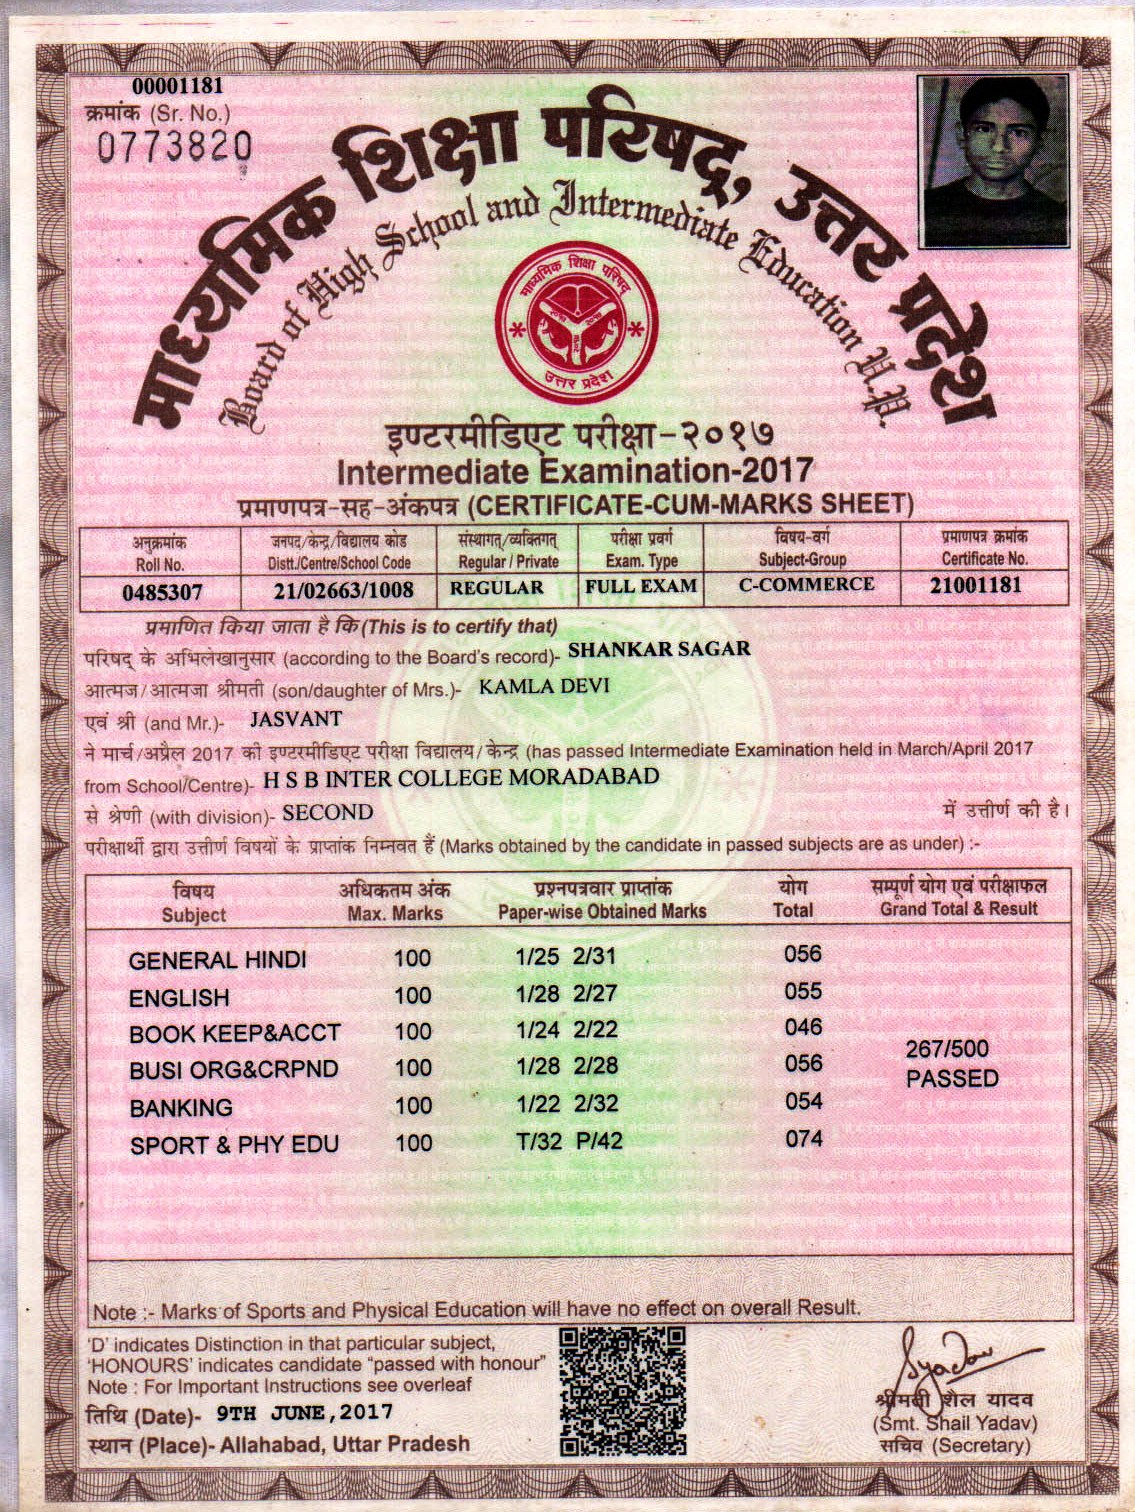 00001181
क्रमांक (Sr. No.)
0773820
माध्यमिक शिक्षा परिषद्, उत्तर प्रदेश
Board of High School and Intermediate Education U.P.
माध्यमिक शिक्षा परिषद्
उत्तर प्रदेश
इण्टरमीडिएट परीक्षा-२०१७
Intermediate Examination-2017
प्रमाणपत्र-सह-अंकपत्र (CERTIFICATE-CUM-MARKS SHEET)
अनुक्रमांक जनपद/केन्द्र/विद्यालय कोड संस्थागत्/व्यक्तिगत् परीक्षा प्रवर्ग विषय-वर्ग प्रमाणपत्र क्रमांक
Roll No. Distt./Centre/School Code Regular / Private Exam. Type Subject-Group Certificate No.
0485307 21/02663/1008 REGULAR FULL EXAM C-COMMERCE 21001181
प्रमाणित किया जाता है कि (This is to certify that)
परिषद् के अभिलेखानुसार (according to the Board's record)- SHANKAR SAGAR
आत्मज/आत्मजा श्रीमती (son/daughter of Mrs.)- KAMLA DEVI
एवं श्री (and Mr.)- JASVANT
ने मार्च/अप्रैल 2017 की इण्टरमीडिएट परीक्षा विद्यालय/केन्द्र (has passed Intermediate Examination held in March/April 2017
from School/Centre)- H S B INTER COLLEGE MORADABAD
से श्रेणी (with division)- SECOND में उत्तीर्ण की है।
परीक्षार्थी द्वारा उत्तीर्ण विषयों के प्राप्तांक निम्नवत हैं (Marks obtained by the candidate in passed subjects are as under) :-
विषय अधिकतम अंक प्रश्नपत्रवार प्राप्तांक योग सम्पूर्ण योग एवं परीक्षाफल
Subject Max. Marks Paper-wise Obtained Marks Total Grand Total & Result
GENERAL HINDI 100 1/25 2/31 056
ENGLISH 100 1/28 2/27 055
BOOK KEEP&ACCT 100 1/24 2/22 046
267/500
BUSI ORG&CRPND 100 1/28 2/28 056
PASSED
BANKING 100 1/22 2/32 054
SPORT & PHY EDU 100 T/32 P/42 074
Note :- Marks of Sports and Physical Education will have no effect on overall Result.
'D' indicates Distinction in that particular subject,
'HONOURS' indicates candidate "passed with honour"
Note : For Important Instructions see overleaf
तिथि (Date)- 9TH JUNE,2017
स्थान (Place)- Allahabad, Uttar Pradesh
Syadav
श्रीमती शैल यादव
(Smt. Shail Yadav)
सचिव (Secretary)